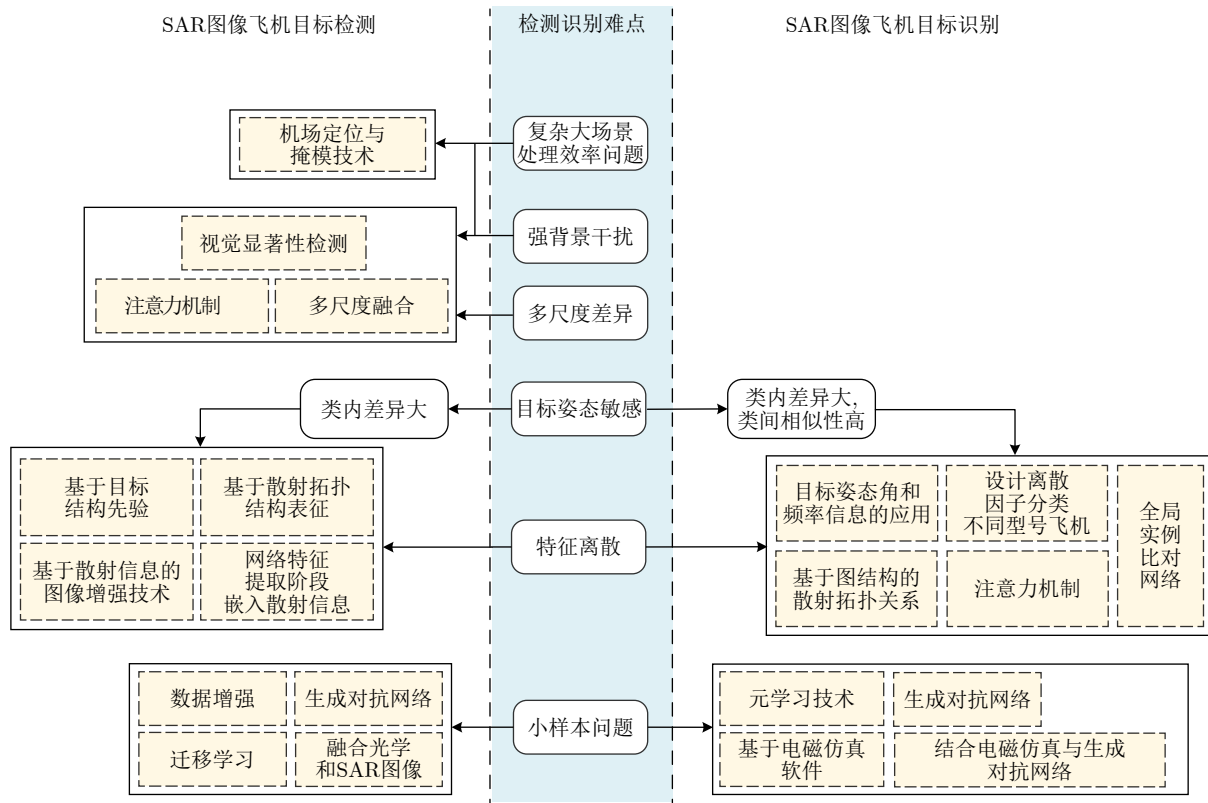 SAR图像飞机目标检测
检测识别难点
SAR图像飞机目标识别
机场定位与
掩模技术
复杂大场景
处理效率问题
视觉显著性检测
强背景干扰
注意力机制
多尺度融合
多尺度差异
类内差异大
目标姿态敏感
类内差异大,
类间相似性高
基于目标
结构先验
基于散射拓扑
结构表征
基于散射信息的
图像增强技术
网络特征
提取阶段
嵌入散射信息
特征离散
目标姿态角和
频率信息的应用
设计离散
因子分类
不同型号飞机
全局
实例
比对
网络
基于图结构的
散射拓扑关系
注意力机制
数据增强
生成对抗网络
迁移学习
融合光学
和SAR图像
小样本问题
元学习技术
生成对抗网络
基于电磁仿真
软件
结合电磁仿真与生成
对抗网络